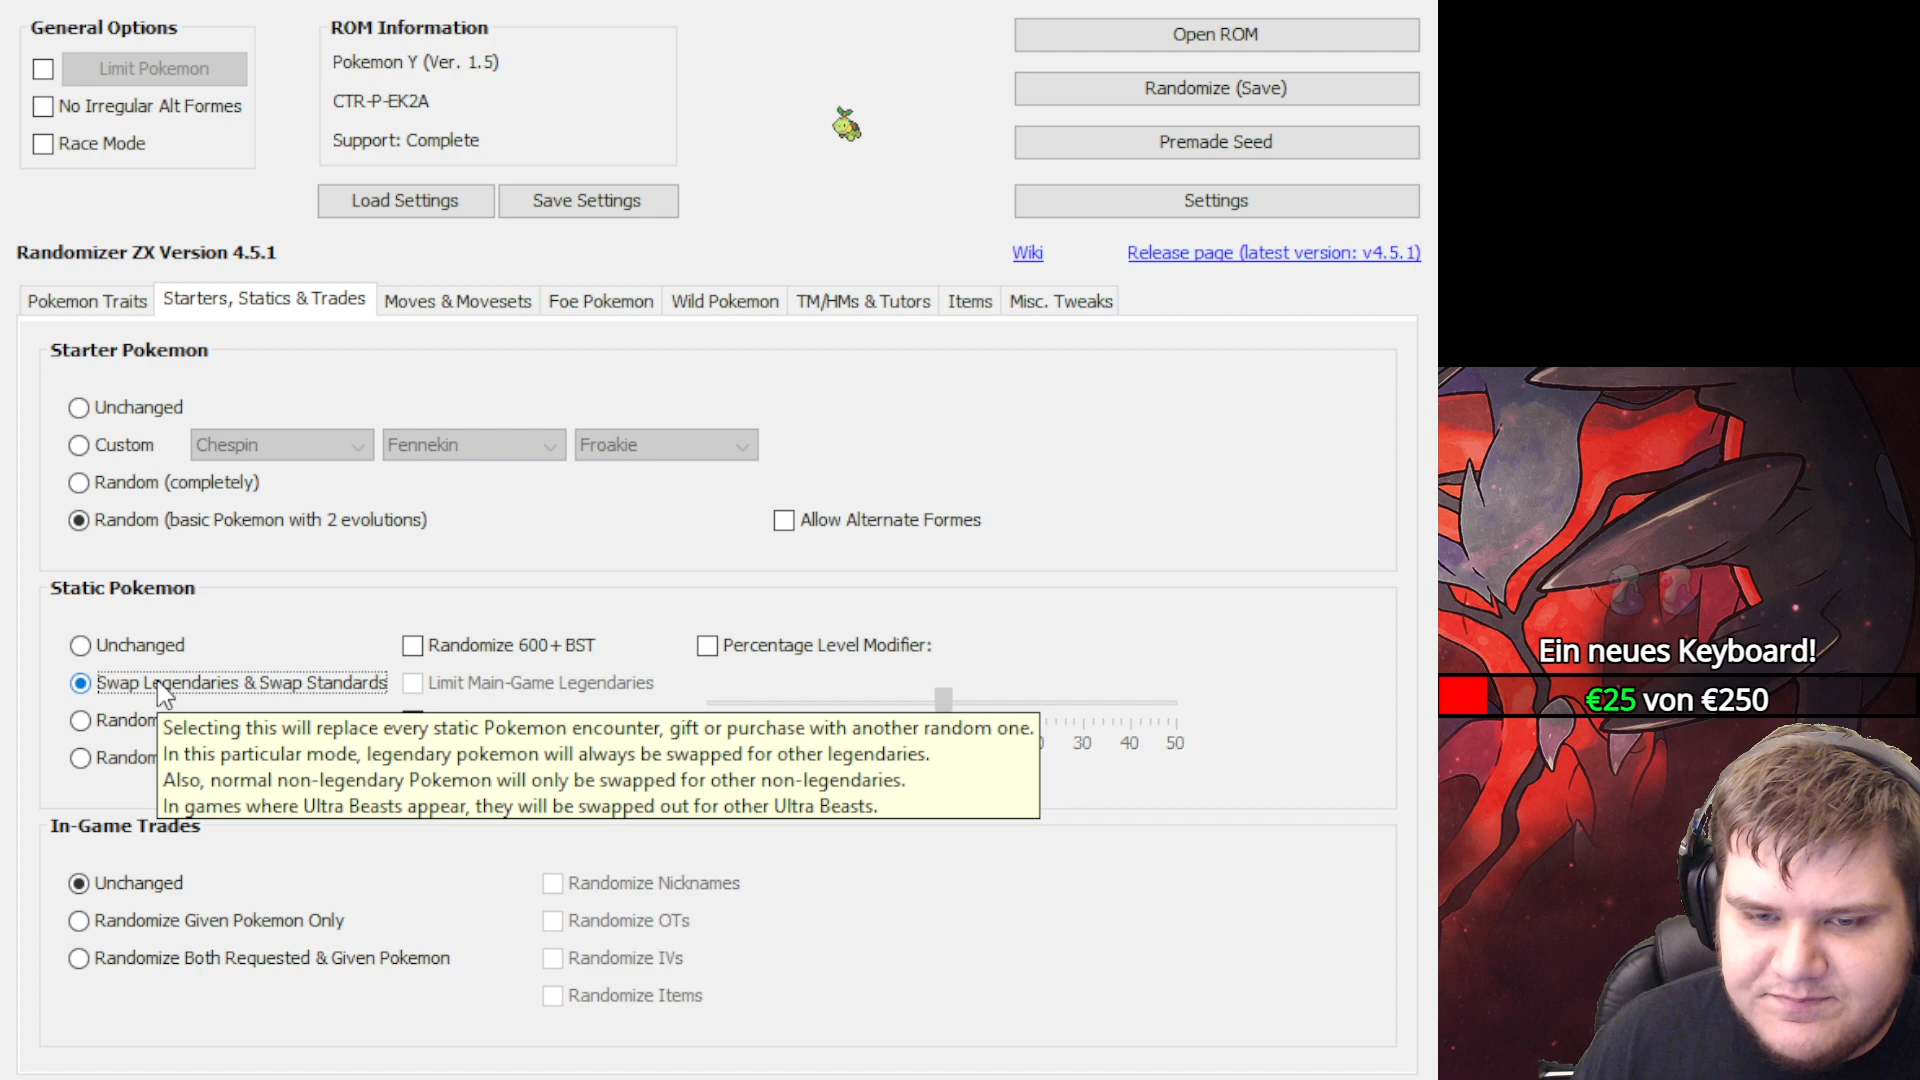 General Options
Limit Pokemon
No Irregular Alt Formes
Race Mode
ROM Information
Pokemon Y (Ver. 1.5)
CTR-P-EK2A
Support: Complete
Load Settings
Save Settings
Open ROM
Randomize (Save)
Premade Seed
Settings
Randomizer ZX Version 4.5.1
Wiki
Release page (latest version: v4.5.1)
Pokemon Traits
Starters, Statics & Trades
Moves & Movesets
Foe Pokemon
Wild Pokemon
TM/HMs & Tutors
Items
Misc. Tweaks
Starter Pokemon
Unchanged
Custom
Chespin
Fennekin
Froakie
Random (completely)
Random (basic Pokemon with 2 evolutions)
Allow Alternate Formes
Static Pokemon
Unchanged
Randomize 600+BST
Percentage Level Modifier:
Swap Legendaries & Swap Standards
Limit Main-Game Legendaries
Random
Random
30
40
50
Selecting this will replace every static Pokemon encounter, gift or purchase with another random one.
In this particular mode, legendary pokemon will always be swapped for other legendaries.
Also, normal non-legendary Pokemon will only be swapped for other non-legendaries.
In games where Ultra Beasts appear, they will be swapped out for other Ultra Beasts.
In-Game Trades
Unchanged
Randomize Nicknames
Randomize Given Pokemon Only
Randomize OTs
Randomize Both Requested & Given Pokemon
Randomize IVs
Randomize Items
Ein neues Keyboard!
€25 von €250